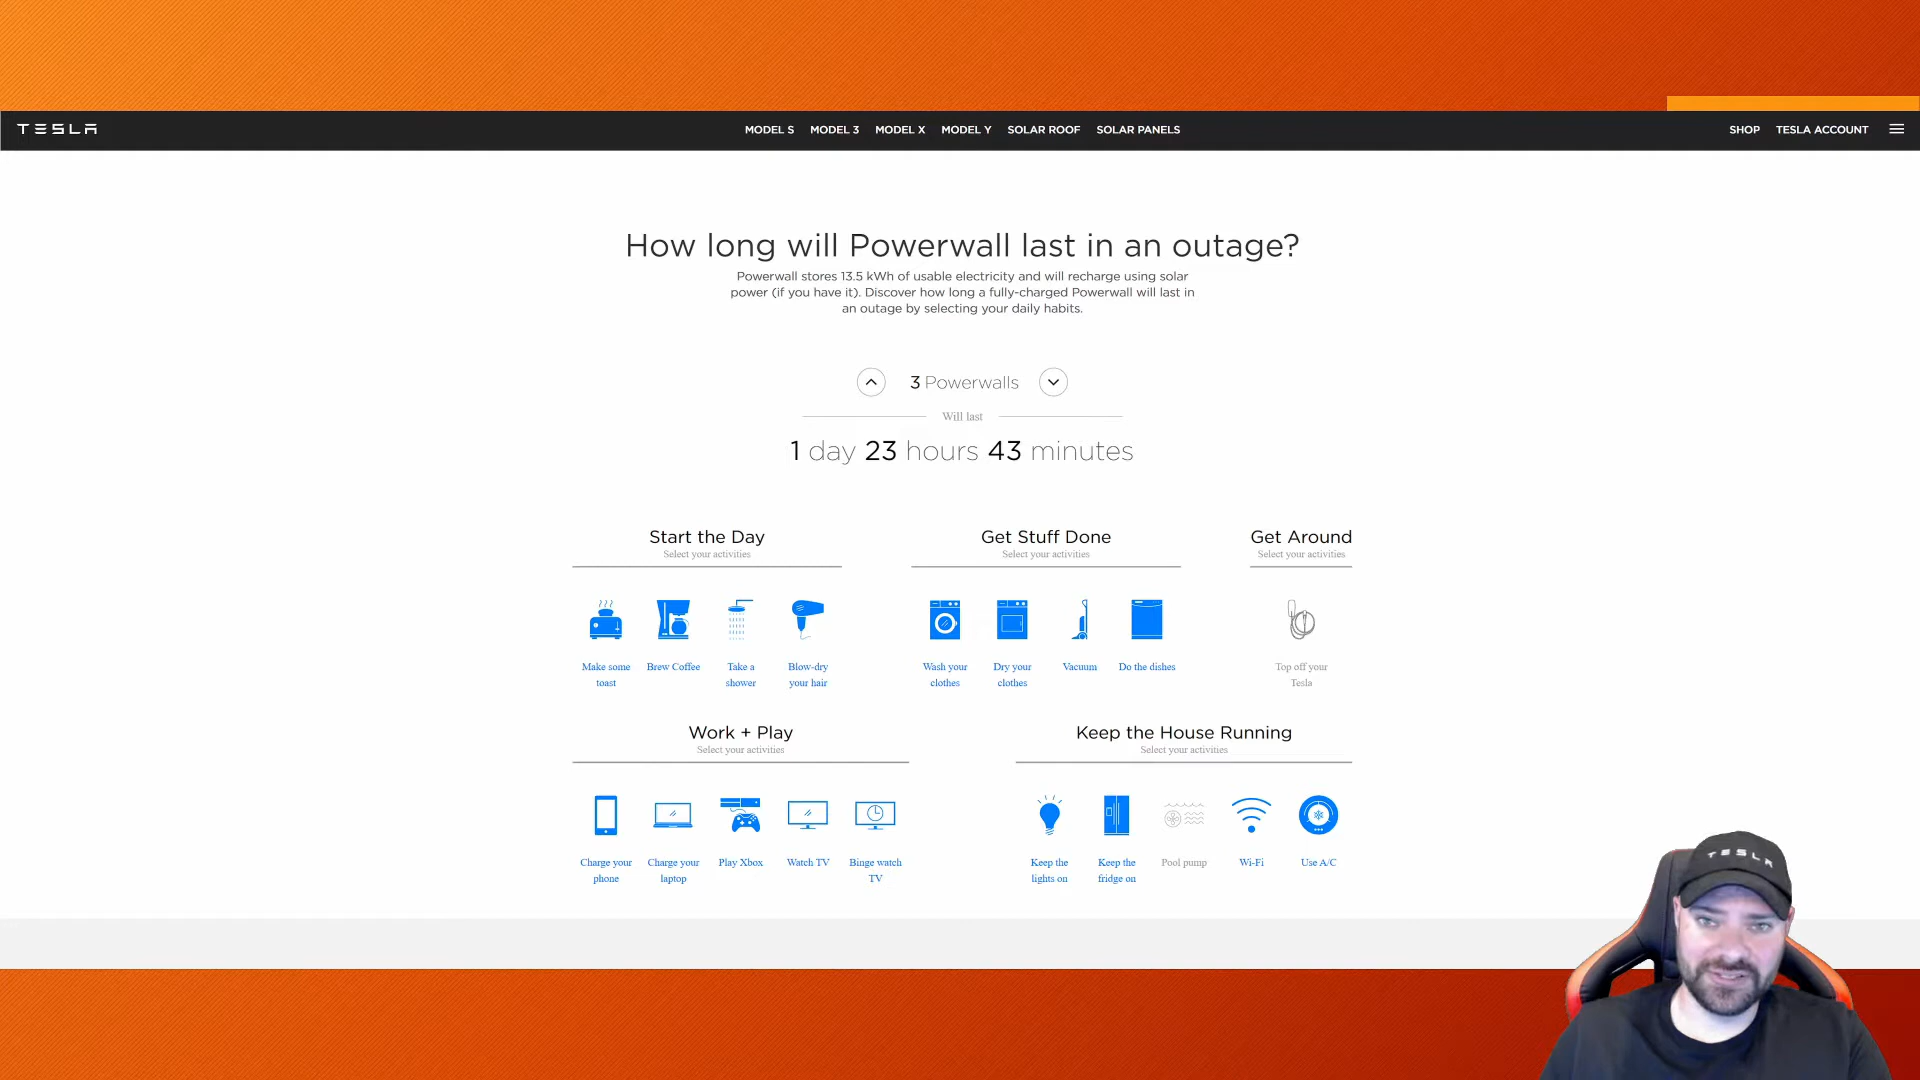 TESLA
MODEL S MODEL 3 MODEL X MODEL Y SOLAR ROOF SOLAR PANELS
SHOP TESLA ACCOUNT
How long will Powerwall last in an outage?
Powerwall stores 13.5 kWh of usable electricity and will recharge using solar
power (if you have it). Discover how long a fully-charged Powerwall will last in
an outage by selecting your daily habits.
3 Powerwalls
Will last
1 day 23 hours 43 minutes
Start the Day
Select your activities
Make some
toast
Brew Coffee
Take a
shower
Blow-dry
your hair
Get Stuff Done
Select your activities
Wash your
clothes
Dry your
clothes
Vacuum
Do the dishes
Get Around
Select your activities
Top off your
Tesla
Work + Play
Select your activities
Charge your
phone
Charge your
laptop
Play Xbox
Watch TV
Binge watch
TV
Keep the House Running
Select your activities
Keep the
lights on
Keep the
fridge on
Pool pump
Wi-Fi
Use A/C
TESLA